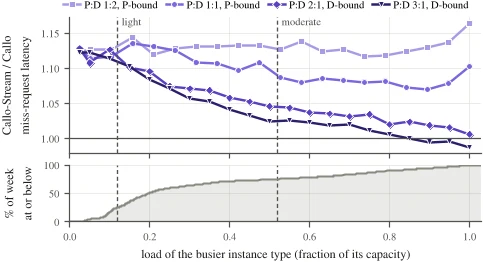 P:D 1:2, P-bound P:D 1:1, P-bound P:D 2:1, D-bound P:D 3:1, D-bound
light moderate
Callo-Stream / Callo
miss-request latency
1.15
1.10
1.05
1.00
% of week
at or below
100
50
0
0.0 0.2 0.4 0.6 0.8 1.0
load of the busier instance type (fraction of its capacity)